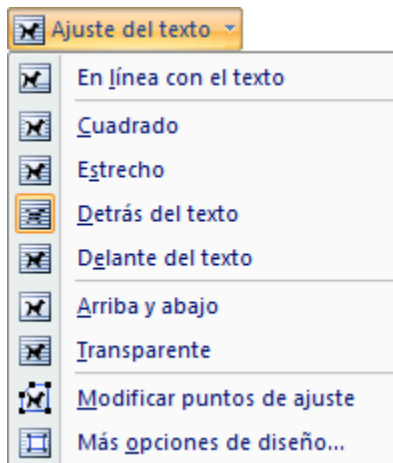 Ajuste del texto
En línea con el texto
Cuadrado
Estrecho
Detrás del texto
Delante del texto
Arriba y abajo
Transparente
Modificar puntos de ajuste
Más opciones de diseño...